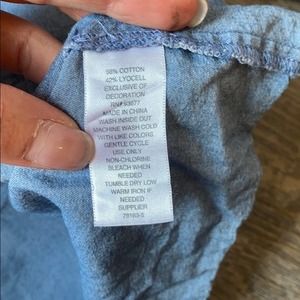 58% COTTON
42% LYOCELL
EXCLUSIVE OF
DECORATION
RN# 93677
MADE IN CHINA
WASH INSIDE OUT
MACHINE WASH COLD
WITH LIKE COLORS
GENTLE CYCLE
USE ONLY
NON-CHLORINE
BLEACH WHEN
NEEDED
TUMBLE DRY LOW
WARM IRON IF
NEEDED
SUPPLIER